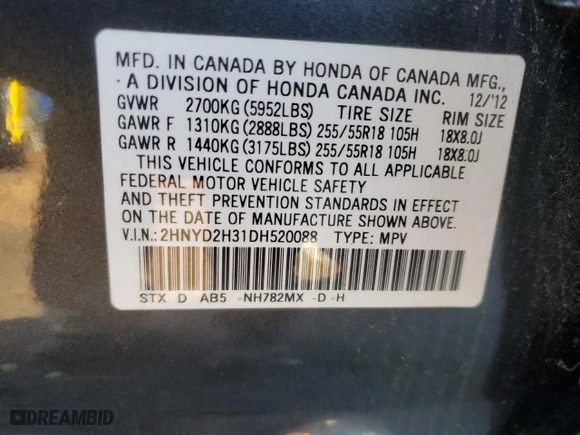 MFD. IN CANADA BY HONDA OF CANADA MFG.,
· A DIVISION OF HONDA CANADA INC. 12/'12
GVWR 2700KG (5952LBS) TIRE SIZE RIM SIZE
GAWR F 1310KG (2888LBS) 255/55R18 105H 18X8.0J
GAWR R 1440KG (3175LBS) 255/55R18 105H 18X8.0J
THIS VEHICLE CONFORMS TO ALL APPLICABLE
FEDERAL MOTOR VEHICLE SAFETY
AND THEFT PREVENTION STANDARDS IN EFFECT
ON THE DATE OF MANUFACTURE SHOWN ABOVE.
V.I.N.: 2HNYD2H31DH520088 TYPE: MPV
STX D AB5 -NH782MX -D -H
DREAMBID